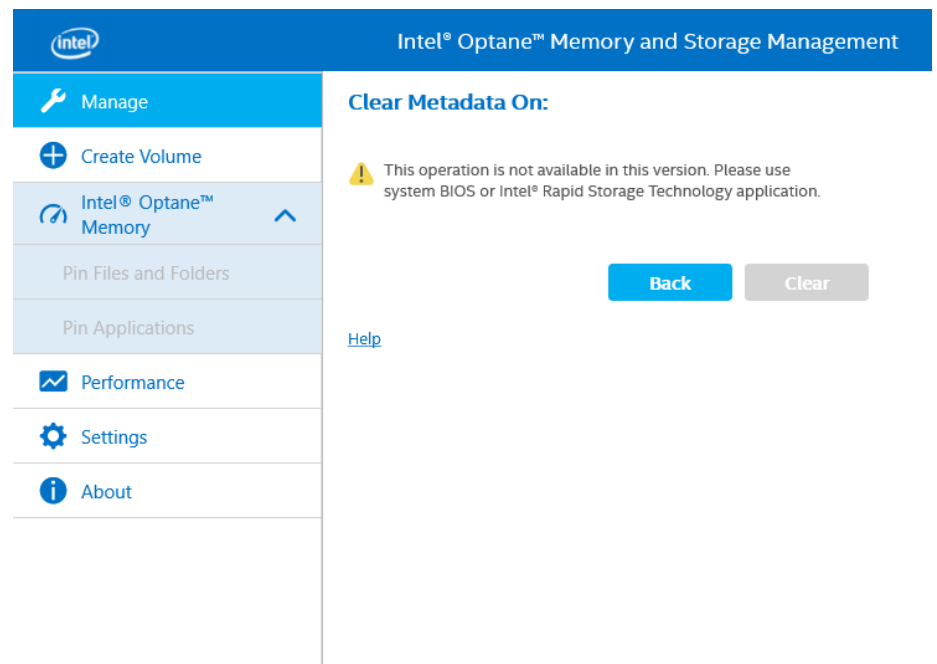 intel
Intel® Optane™ Memory and Storage Management
Manage
Clear Metadata On:
Create Volume
This operation is not available in this version. Please use
system BIOS or Intel® Rapid Storage Technology application.
Intel® Optane™
Memory
Pin Files and Folders
Back
Clear
Pin Applications
Help
Performance
Settings
About